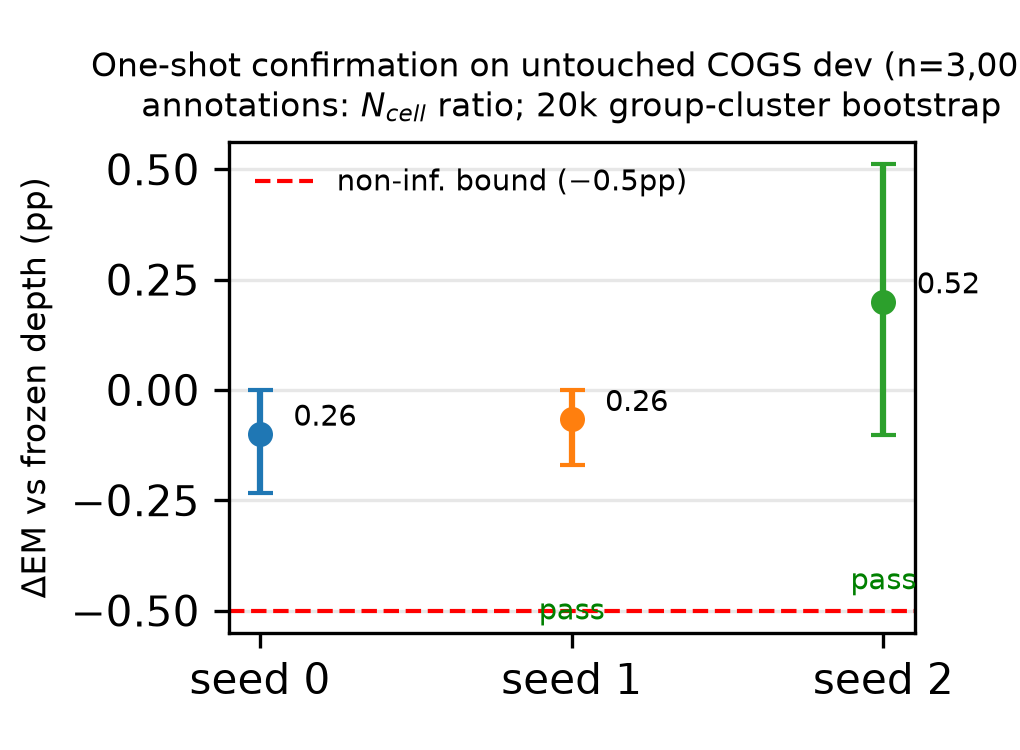 One-shot confirmation on untouched COGS dev (n=3,00
annotations: N_cell ratio; 20k group-cluster bootstrap
ΔEM vs frozen depth (pp)
0.50
0.25
0.00
−0.25
−0.50
non-inf. bound (−0.5pp)
0.52
0.26
0.26
pass
pass
seed 0
seed 1
seed 2